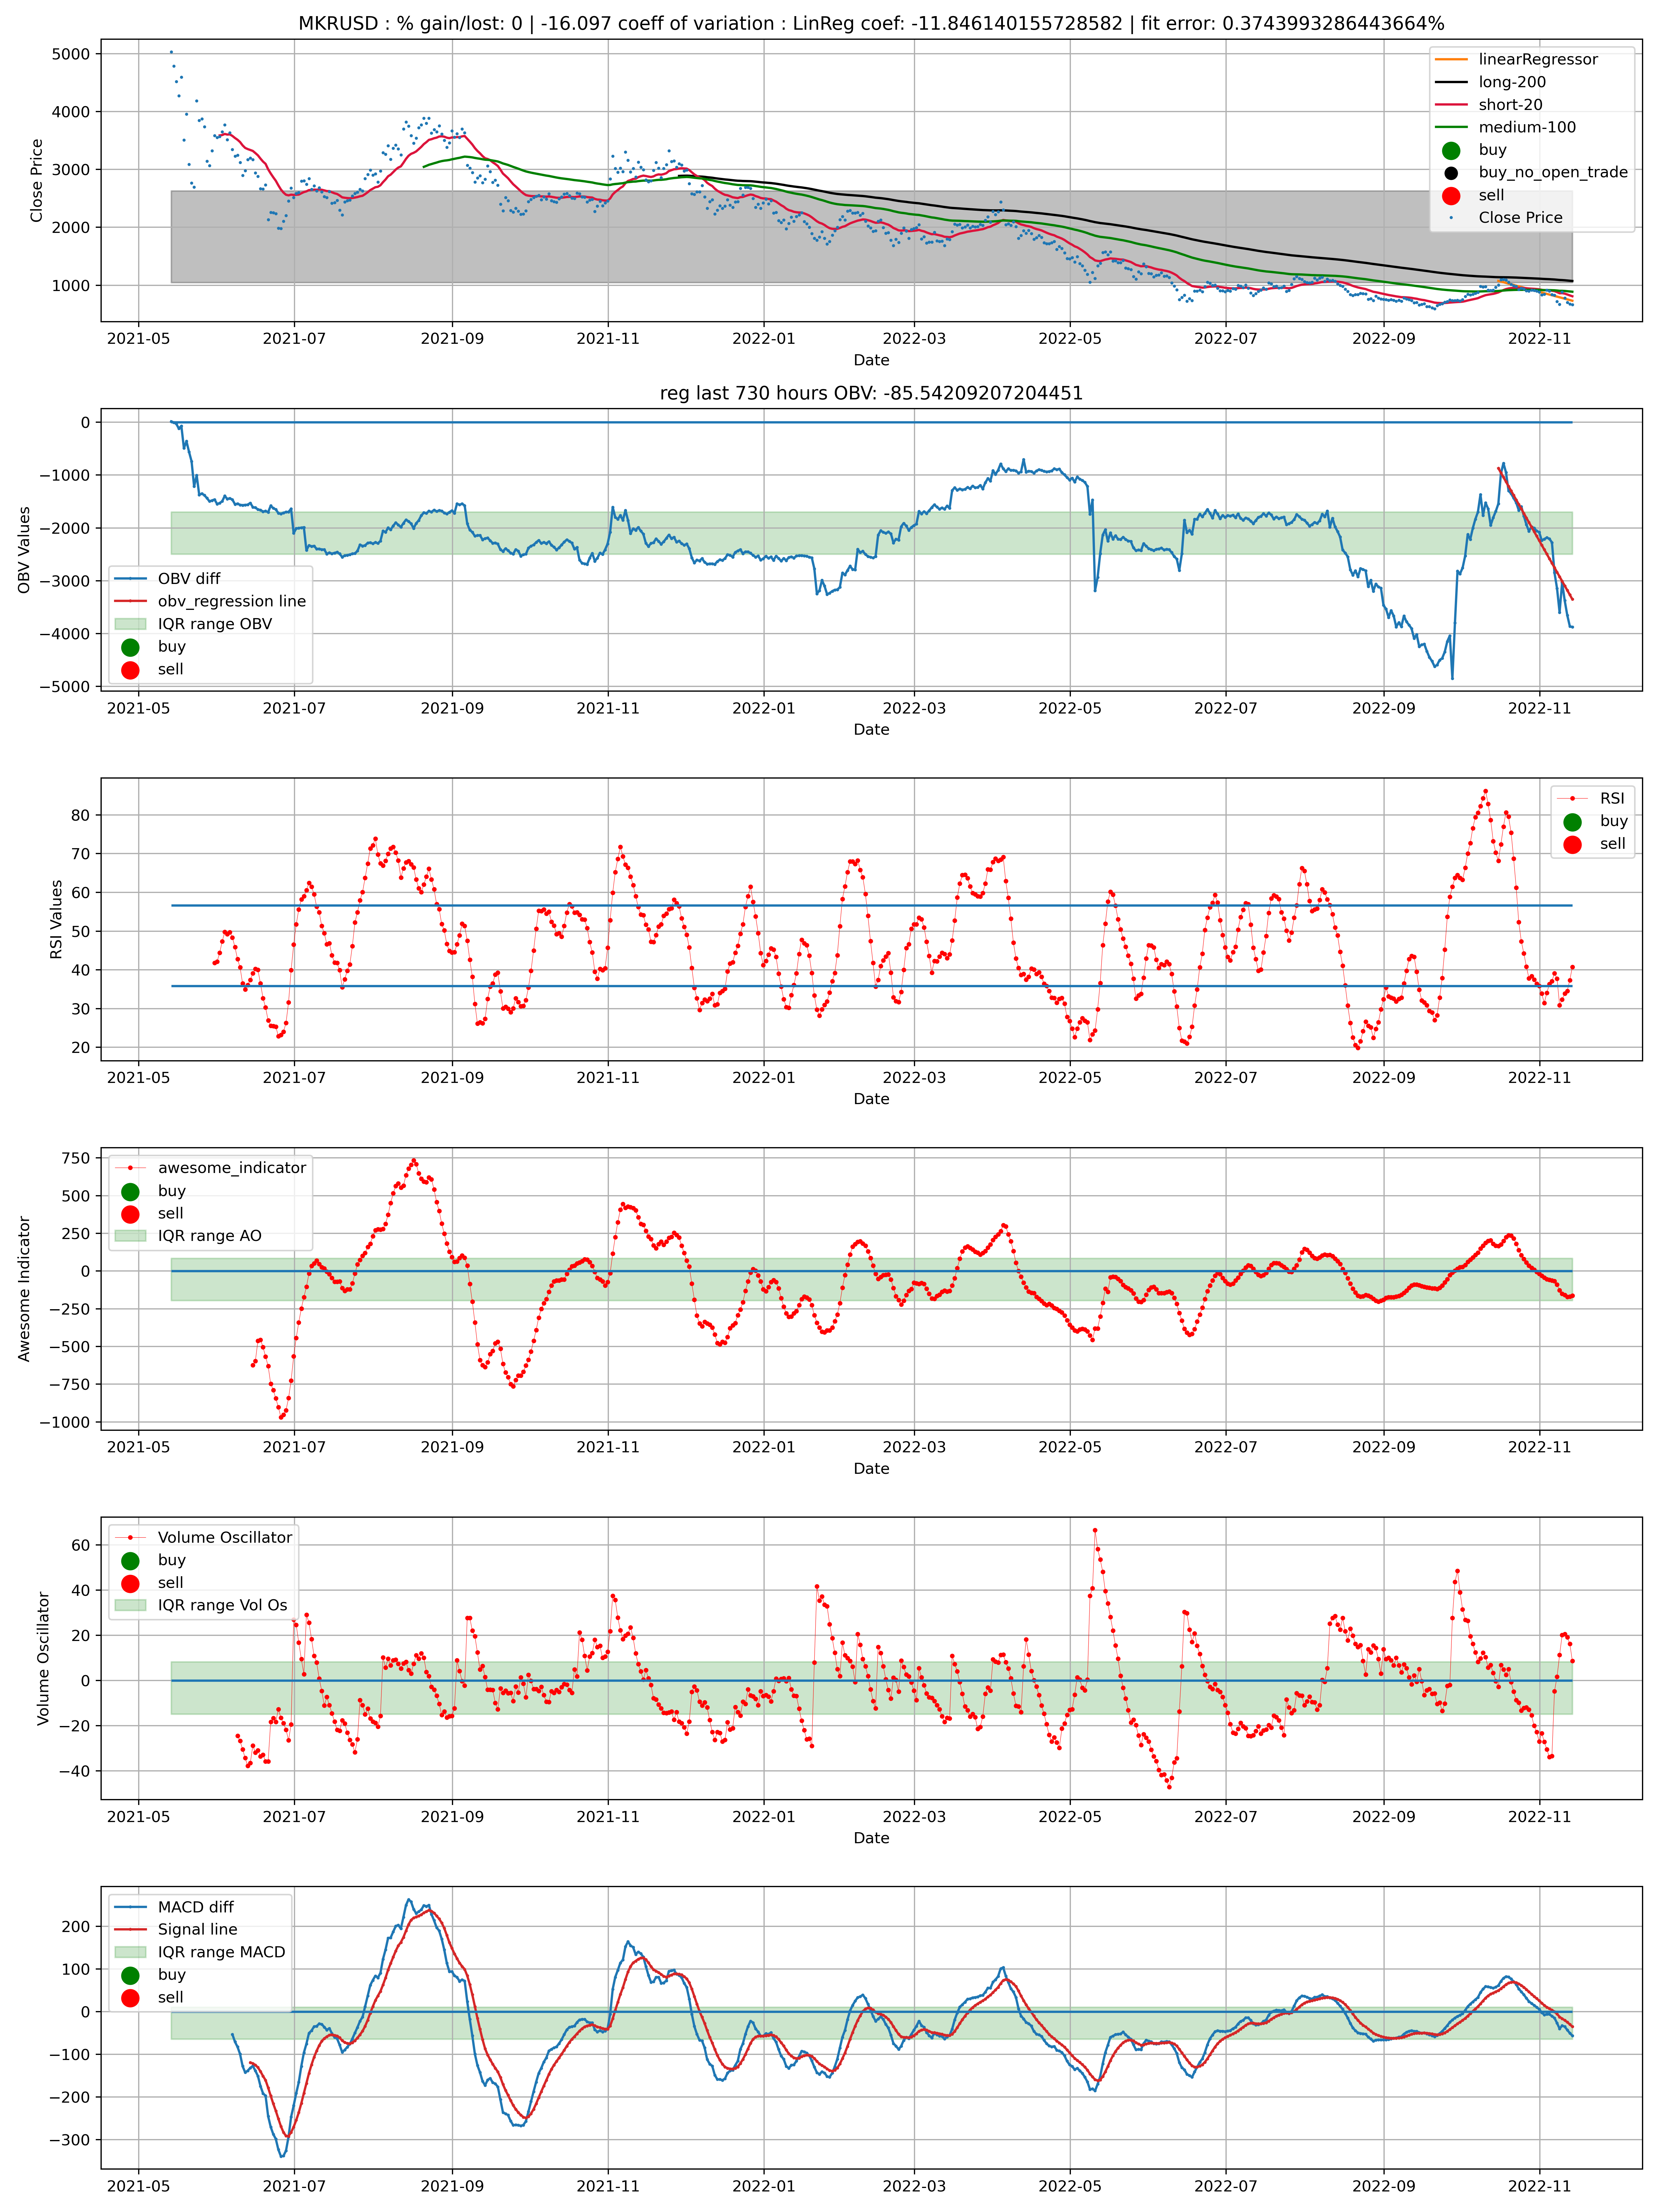 MKRUSD : % gain/lost: 0 | -16.097 coeff of variation : LinReg coef: -11.846140155728582 | fit error: 0.3743993286443664%
5000
4000
3000
2000
1000
Close Price
linearRegressor
long-200
short-20
medium-100
buy
buy_no_open_trade
sell
Close Price
2021-05 2021-07 2021-09 2021-11 2022-01 2022-03 2022-05 2022-07 2022-09 2022-11
Date
reg last 730 hours OBV: -85.54209207204451
0
−1000
−2000
−3000
−4000
−5000
OBV Values
OBV diff
obv_regression line
IQR range OBV
buy
sell
2021-05 2021-07 2021-09 2021-11 2022-01 2022-03 2022-05 2022-07 2022-09 2022-11
Date
80
70
60
50
40
30
20
RSI Values
RSI
buy
sell
2021-05 2021-07 2021-09 2021-11 2022-01 2022-03 2022-05 2022-07 2022-09 2022-11
Date
750
500
250
0
−250
−500
−750
−1000
Awesome Indicator
awesome_indicator
buy
sell
IQR range AO
2021-05 2021-07 2021-09 2021-11 2022-01 2022-03 2022-05 2022-07 2022-09 2022-11
Date
60
40
20
0
−20
−40
Volume Oscillator
Volume Oscillator
buy
sell
IQR range Vol Os
2021-05 2021-07 2021-09 2021-11 2022-01 2022-03 2022-05 2022-07 2022-09 2022-11
Date
200
100
0
−100
−200
−300
MACD diff
Signal line
IQR range MACD
buy
sell
2021-05 2021-07 2021-09 2021-11 2022-01 2022-03 2022-05 2022-07 2022-09 2022-11